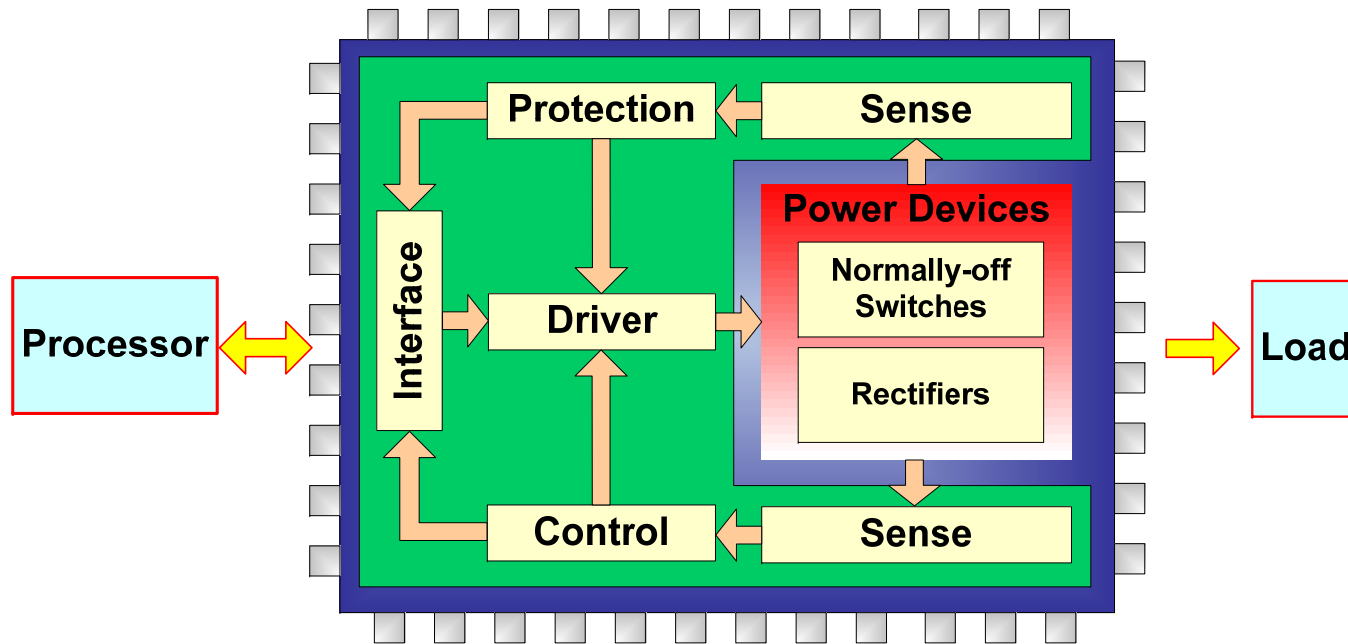 Protection
Sense
Power Devices
Normally-off
Switches
Interface
Driver
Processor
Load
Rectifiers
Control
Sense